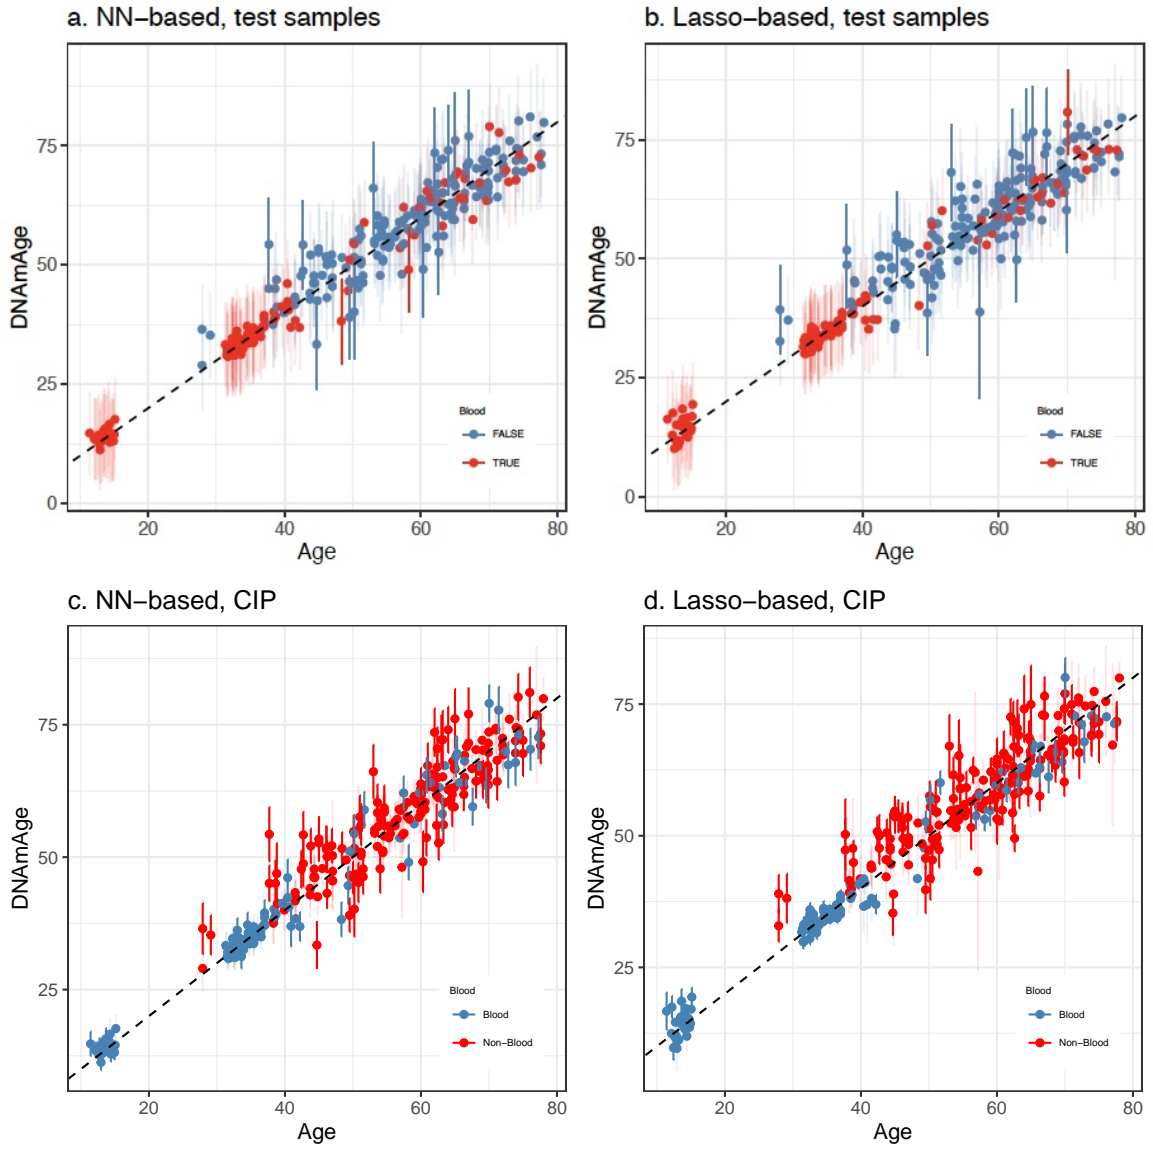 a. NN−based, test samples
DNAmAge
75
50
25
0
Blood
FALSE
TRUE
20
40
60
80
Age
b. Lasso−based, test samples
DNAmAge
75
50
25
0
Blood
FALSE
TRUE
20
40
60
80
Age
c. NN−based, CIP
DNAmAge
75
50
25
Blood
Blood
Non−Blood
20
40
60
80
Age
d. Lasso−based, CIP
DNAmAge
75
50
25
Blood
Blood
Non−Blood
20
40
60
80
Age